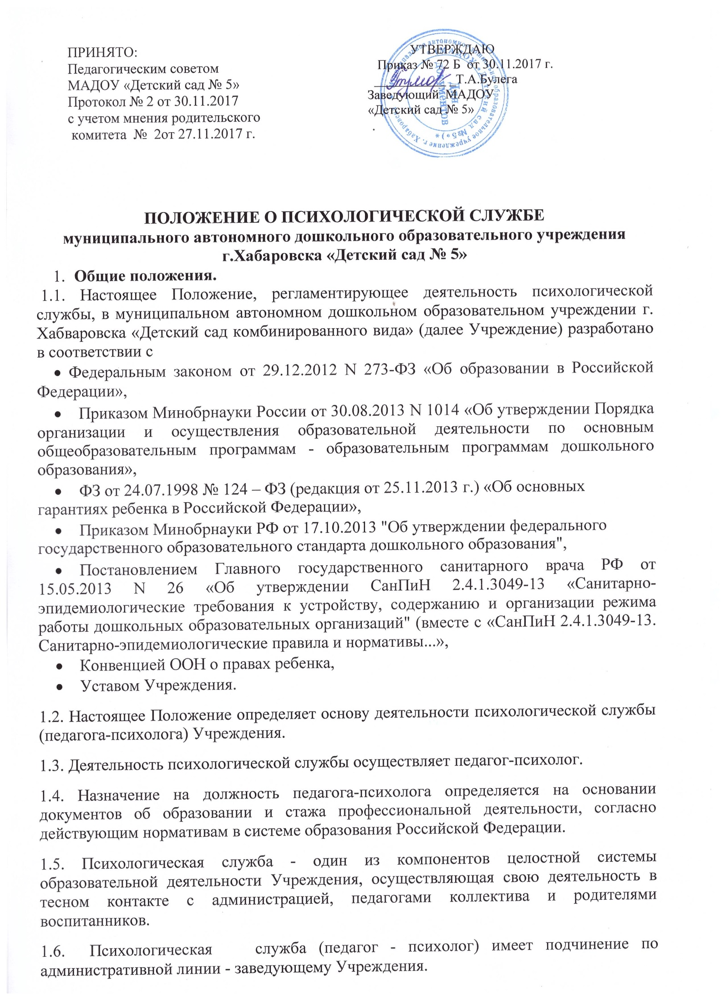 ПРИНЯТО:
Педагогическим советом
МАДОУ «Детский сад № 5»
Протокол № 2 от 30.11.2017
с учетом мнения родительского
комитета № 2от 27.11.2017 г.
УТВЕРЖДАЮ
Приказ № 72 Б от 30.11.2017 г.
Т.А.Булега
Заведующий МАДОУ
«Детский сад № 5»
Для
документов
ПОЛОЖЕНИЕ О ПСИХОЛОГИЧЕСКОЙ СЛУЖБЕ
муниципального автономного дошкольного образовательного учреждения
г.Хабаровска «Детский сад № 5»
1. Общие положения.
1.1. Настоящее Положение, регламентирующее деятельность психологической
службы, в муниципальном автономном дошкольном образовательном учреждении г.
Хабваровска «Детский сад комбинированного вида» (далее Учреждение) разработано
в соответствии с
• Федеральным законом от 29.12.2012 N 273-ФЗ «Об образовании в Российской
Федерации»,
• Приказом Минобрнауки России от 30.08.2013 N 1014 «Об утверждении Порядка
организации и осуществления образовательной деятельности по основным
общеобразовательным программам - образовательным программам дошкольного
образования»,
• ФЗ от 24.07.1998 № 124 – ФЗ (редакция от 25.11.2013 г.) «Об основных
гарантиях ребенка в Российской Федерации»,
• Приказом Минобрнауки РФ от 17.10.2013 "Об утверждении федерального
государственного образовательного стандарта дошкольного образования",
• Постановлением Главного государственного санитарного врача РФ от
15.05.2013 N 26 «Об утверждении СанПиН 2.4.1.3049-13 «Санитарно-
эпидемиологические требования к устройству, содержанию и организации режима
работы дошкольных образовательных организаций" (вместе с «СанПиН 2.4.1.3049-13.
Санитарно-эпидемиологические правила и нормативы...»,
• Конвенцией ООН о правах ребенка,
• Уставом Учреждения.
1.2. Настоящее Положение определяет основу деятельности психологической службы
(педагога-психолога) Учреждения.
1.3. Деятельность психологической службы осуществляет педагог-психолог.
1.4. Назначение на должность педагога-психолога определяется на основании
документов об образовании и стажа профессиональной деятельности, согласно
действующим нормативам в системе образования Российской Федерации.
1.5. Психологическая служба - один из компонентов целостной системы
образовательной деятельности Учреждения, осуществляющая свою деятельность в
тесном контакте с администрацией, педагогами коллектива и родителями
воспитанников.
1.6. Психологическая служба (педагог - психолог) имеет подчинение по
административной линии - заведующему Учреждения.